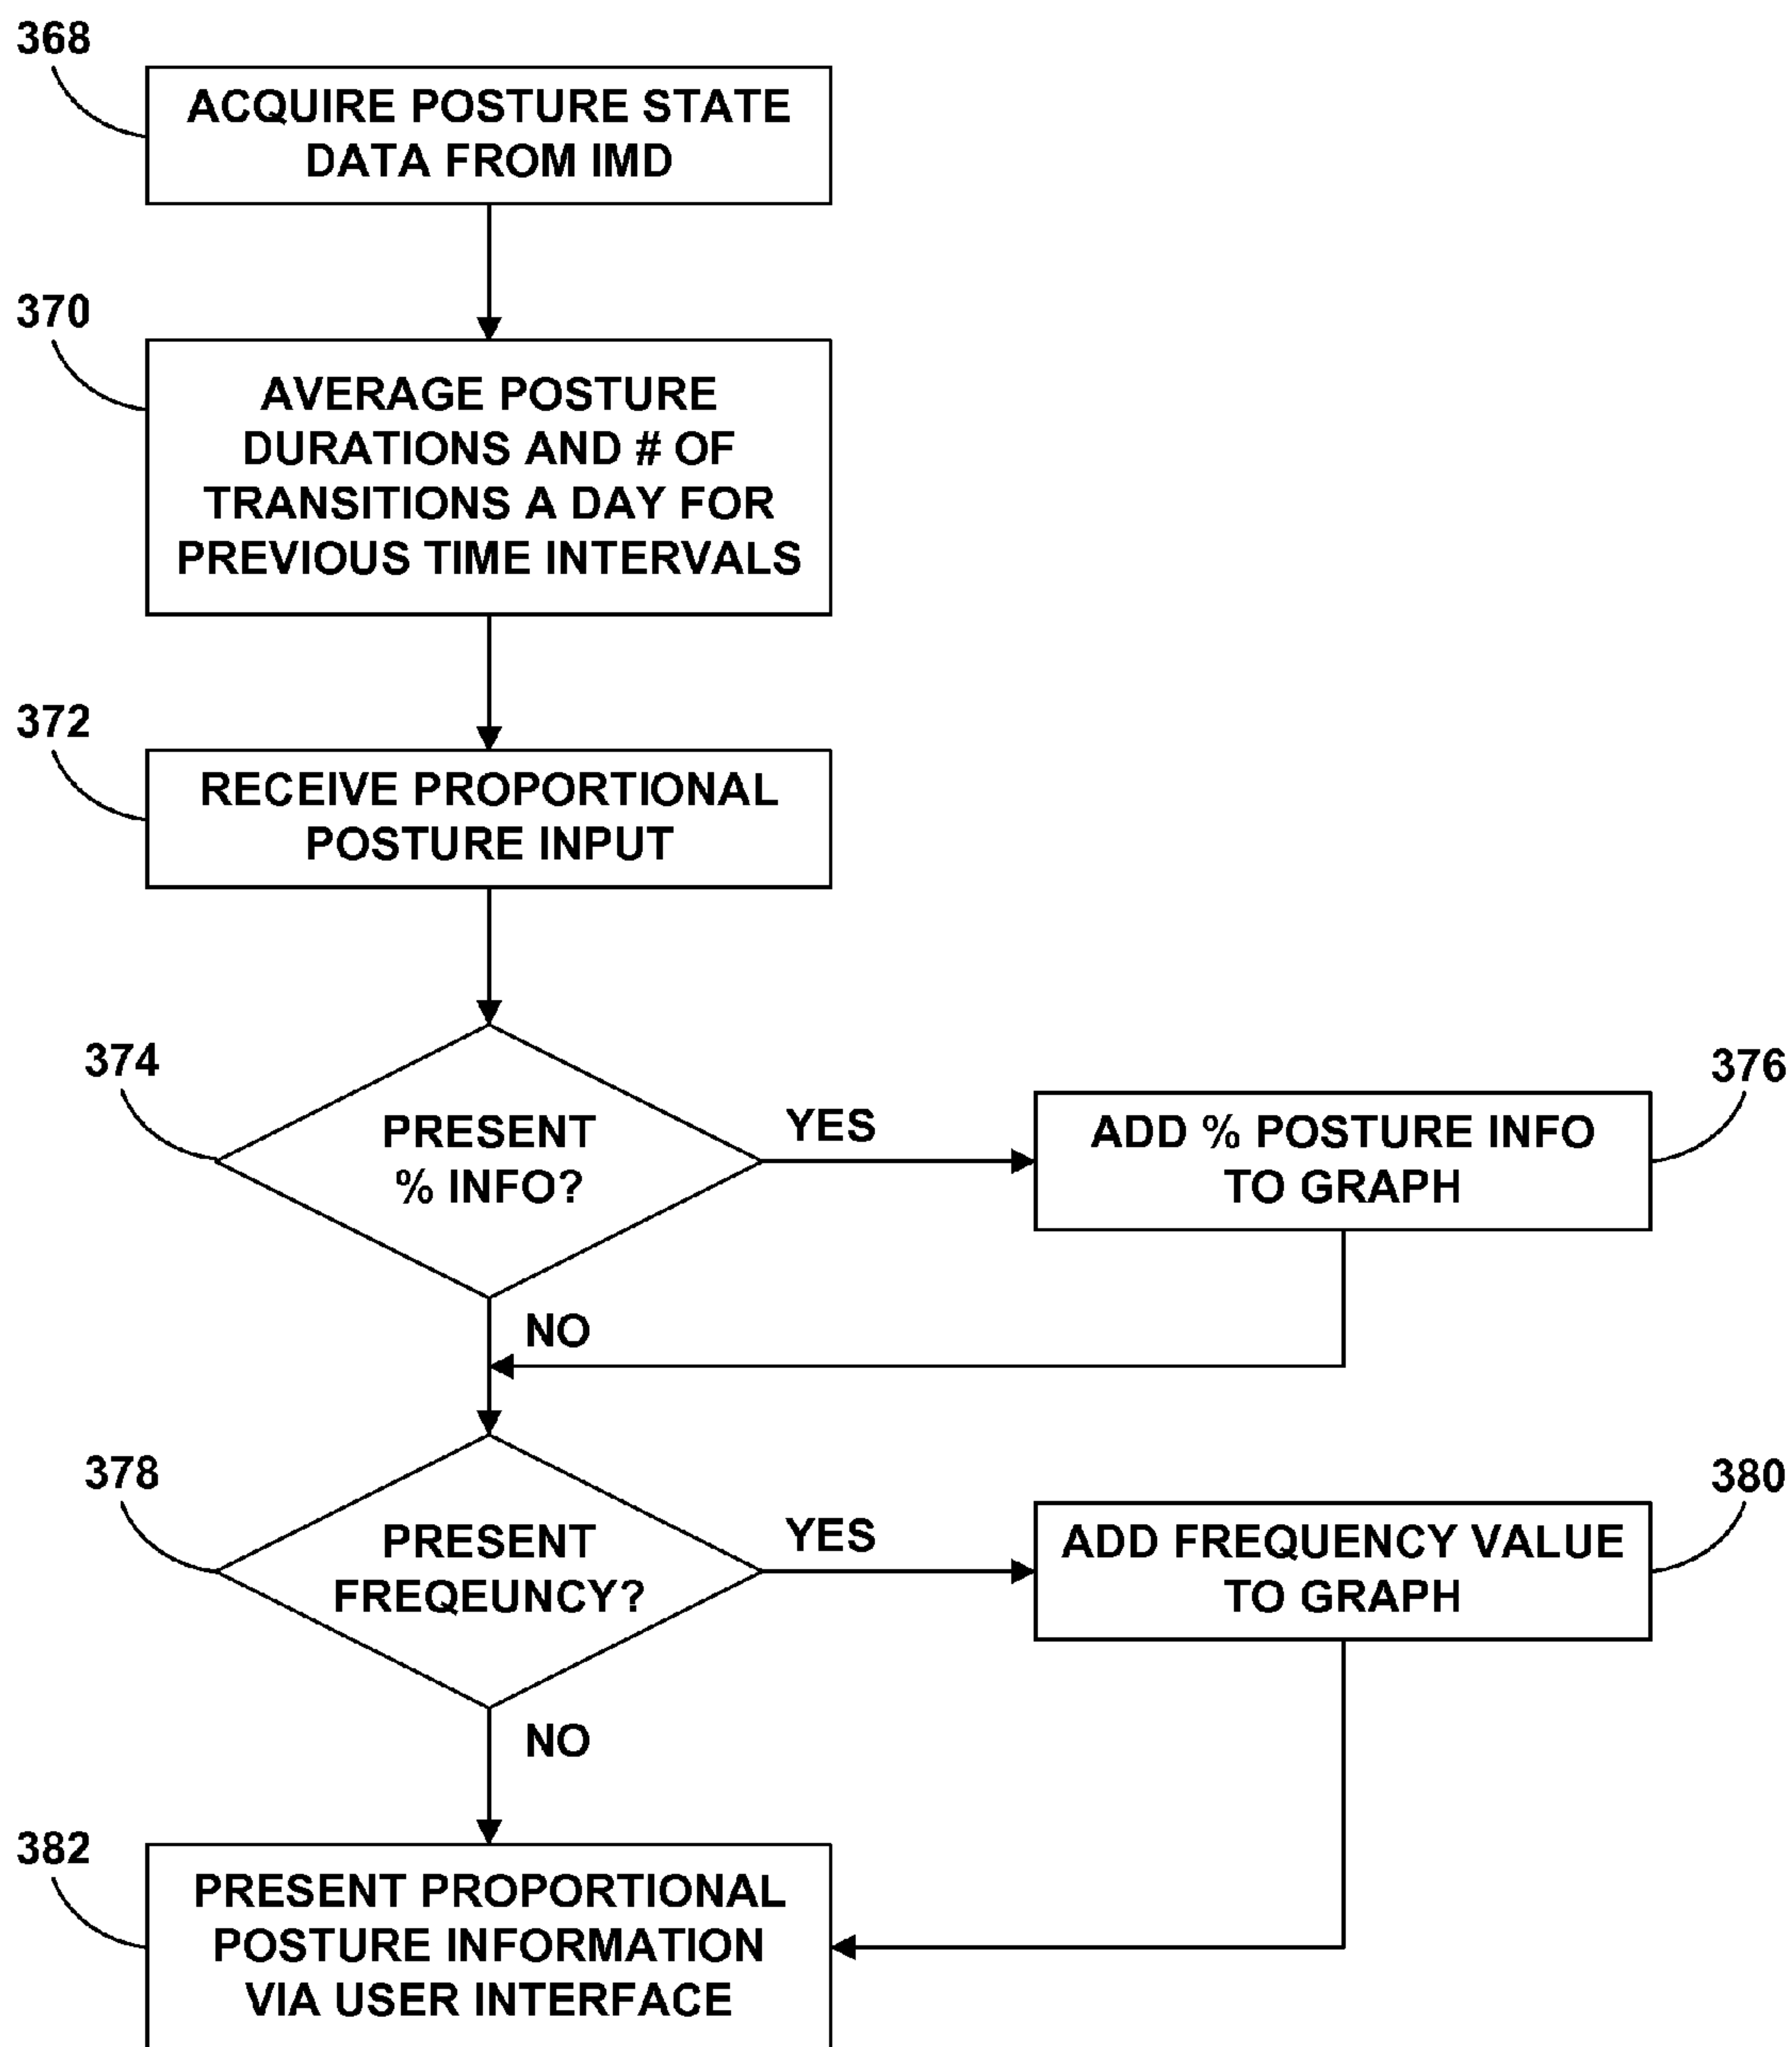 368
ACQUIRE POSTURE STATE
DATA FROM IMD
370
AVERAGE POSTURE
DURATIONS AND # OF
TRANSITIONS A DAY FOR
PREVIOUS TIME INTERVALS
372
RECEIVE PROPORTIONAL
POSTURE INPUT
374
PRESENT
% INFO?
YES
376
ADD % POSTURE INFO
TO GRAPH
NO
378
PRESENT
FREQEUNCY?
YES
380
ADD FREQUENCY VALUE
TO GRAPH
NO
382
PRESENT PROPORTIONAL
POSTURE INFORMATION
VIA USER INTERFACE